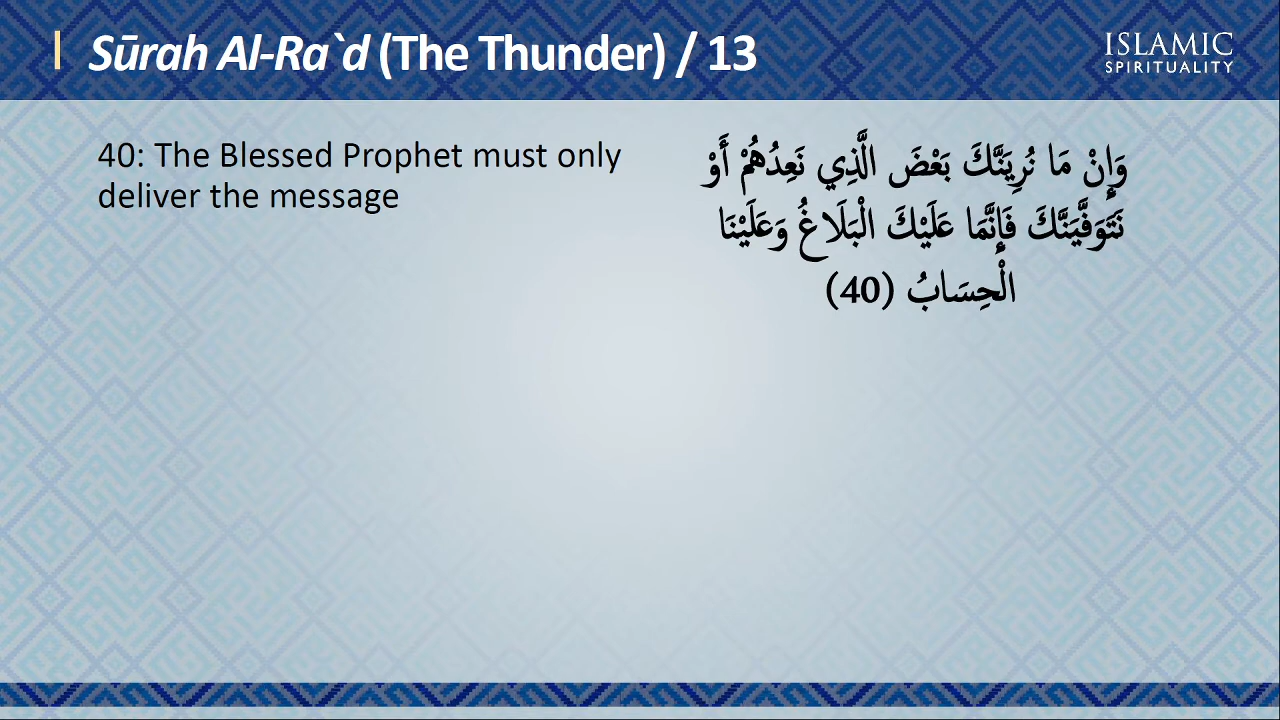 Sūrah Al-Ra`d (The Thunder) / 13
ISLAMIC
SPIRITUALITY
40: The Blessed Prophet must only
deliver the message
وَإِنْ مَا نُرِيَنَّكَ بَعْضَ الَّذِي نَعِدُهُمْ أَوْ
نَتَوَفَّيَنَّكَ فَإِنَّمَا عَلَيْكَ الْبَلَاغُ وَعَلَيْنَا
الْحِسَابُ (40)